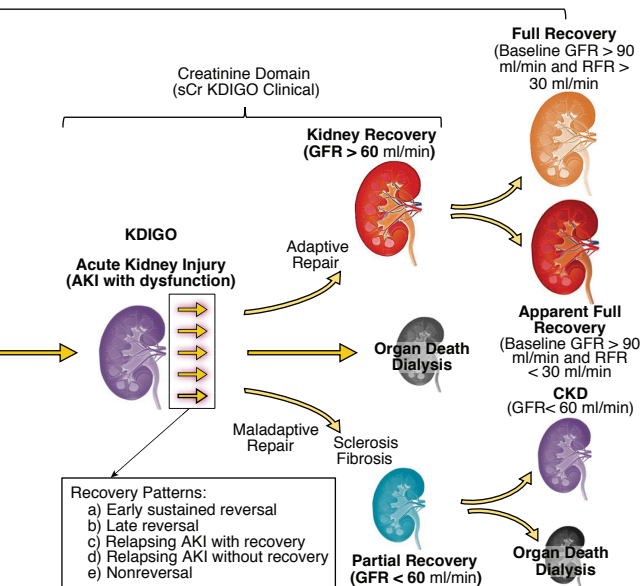 Full Recovery
(Baseline GFR > 90
ml/min and RFR >
30 ml/min
Creatinine Domain
(sCr KDIGO Clinical)
Kidney Recovery
(GFR > 60 ml/min)
KDIGO
Acute Kidney Injury
(AKI with dysfunction)
Adaptive
Repair
Apparent Full
Recovery
(Baseline GFR > 90
ml/min and RFR
< 30 ml/min
Organ Death
Dialysis
CKD
(GFR< 60 ml/min)
Maladaptive
Repair
Sclerosis
Fibrosis
Recovery Patterns:
a) Early sustained reversal
b) Late reversal
c) Relapsing AKI with recovery
d) Relapsing AKI without recovery
e) Nonreversal
Partial Recovery
(GFR < 60 ml/min)
Organ Death
Dialysis